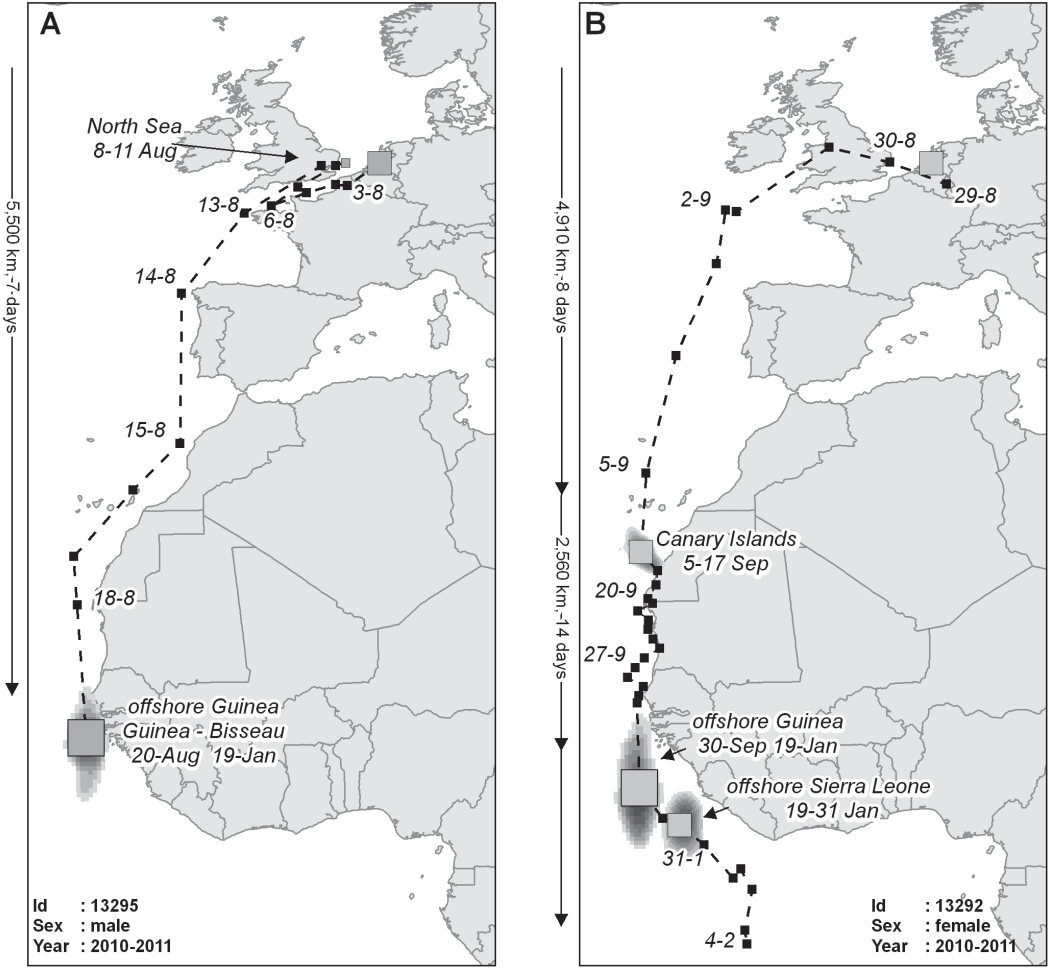 A
North Sea
8-11 Aug
3-8
13-8
6-8
14-8
15-8
18-8
5,500 km,-7-days
offshore Guinea
Guinea - Bisseau
20-Aug 19-Jan
Id : 13295
Sex : male
Year : 2010-2011
B
30-8
29-8
2-9
4,910 km,-8 days
5-9
Canary Islands
5-17 Sep
20-9
2,560 km,-14 days
27-9
offshore Guinea
30-Sep 19-Jan
offshore Sierra Leone
19-31 Jan
31-1
4-2
Id : 13292
Sex : female
Year : 2010-2011